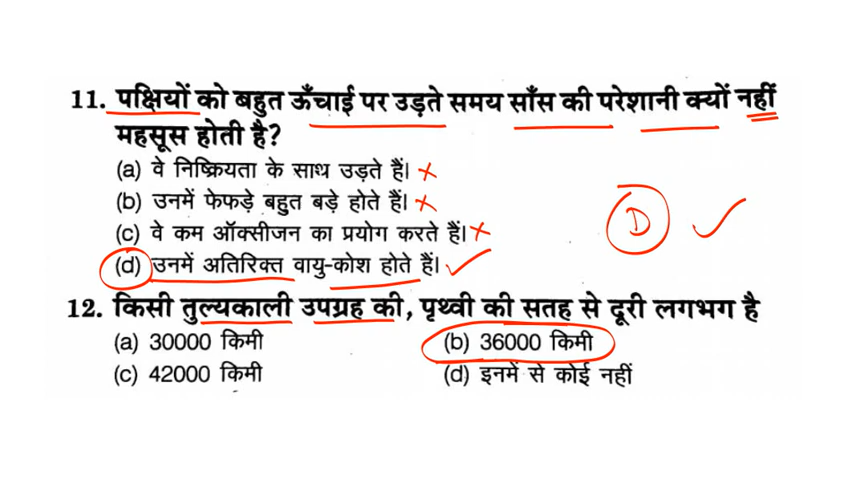 11. पक्षियों को बहुत ऊँचाई पर उड़ते समय साँस की परेशानी क्यों नहीं
महसूस होती है?
(a) वे निष्क्रियता के साथ उड़ते हैं।
(b) उनमें फेफड़े बहुत बड़े होते हैं।
(c) वे कम ऑक्सीजन का प्रयोग करते हैं।
D
(d) उनमें अतिरिक्त वायु-कोश होते हैं।
12. किसी तुल्यकाली उपग्रह की, पृथ्वी की सतह से दूरी लगभग है
(a) 30000 किमी (b) 36000 किमी
(c) 42000 किमी (d) इनमें से कोई नहीं